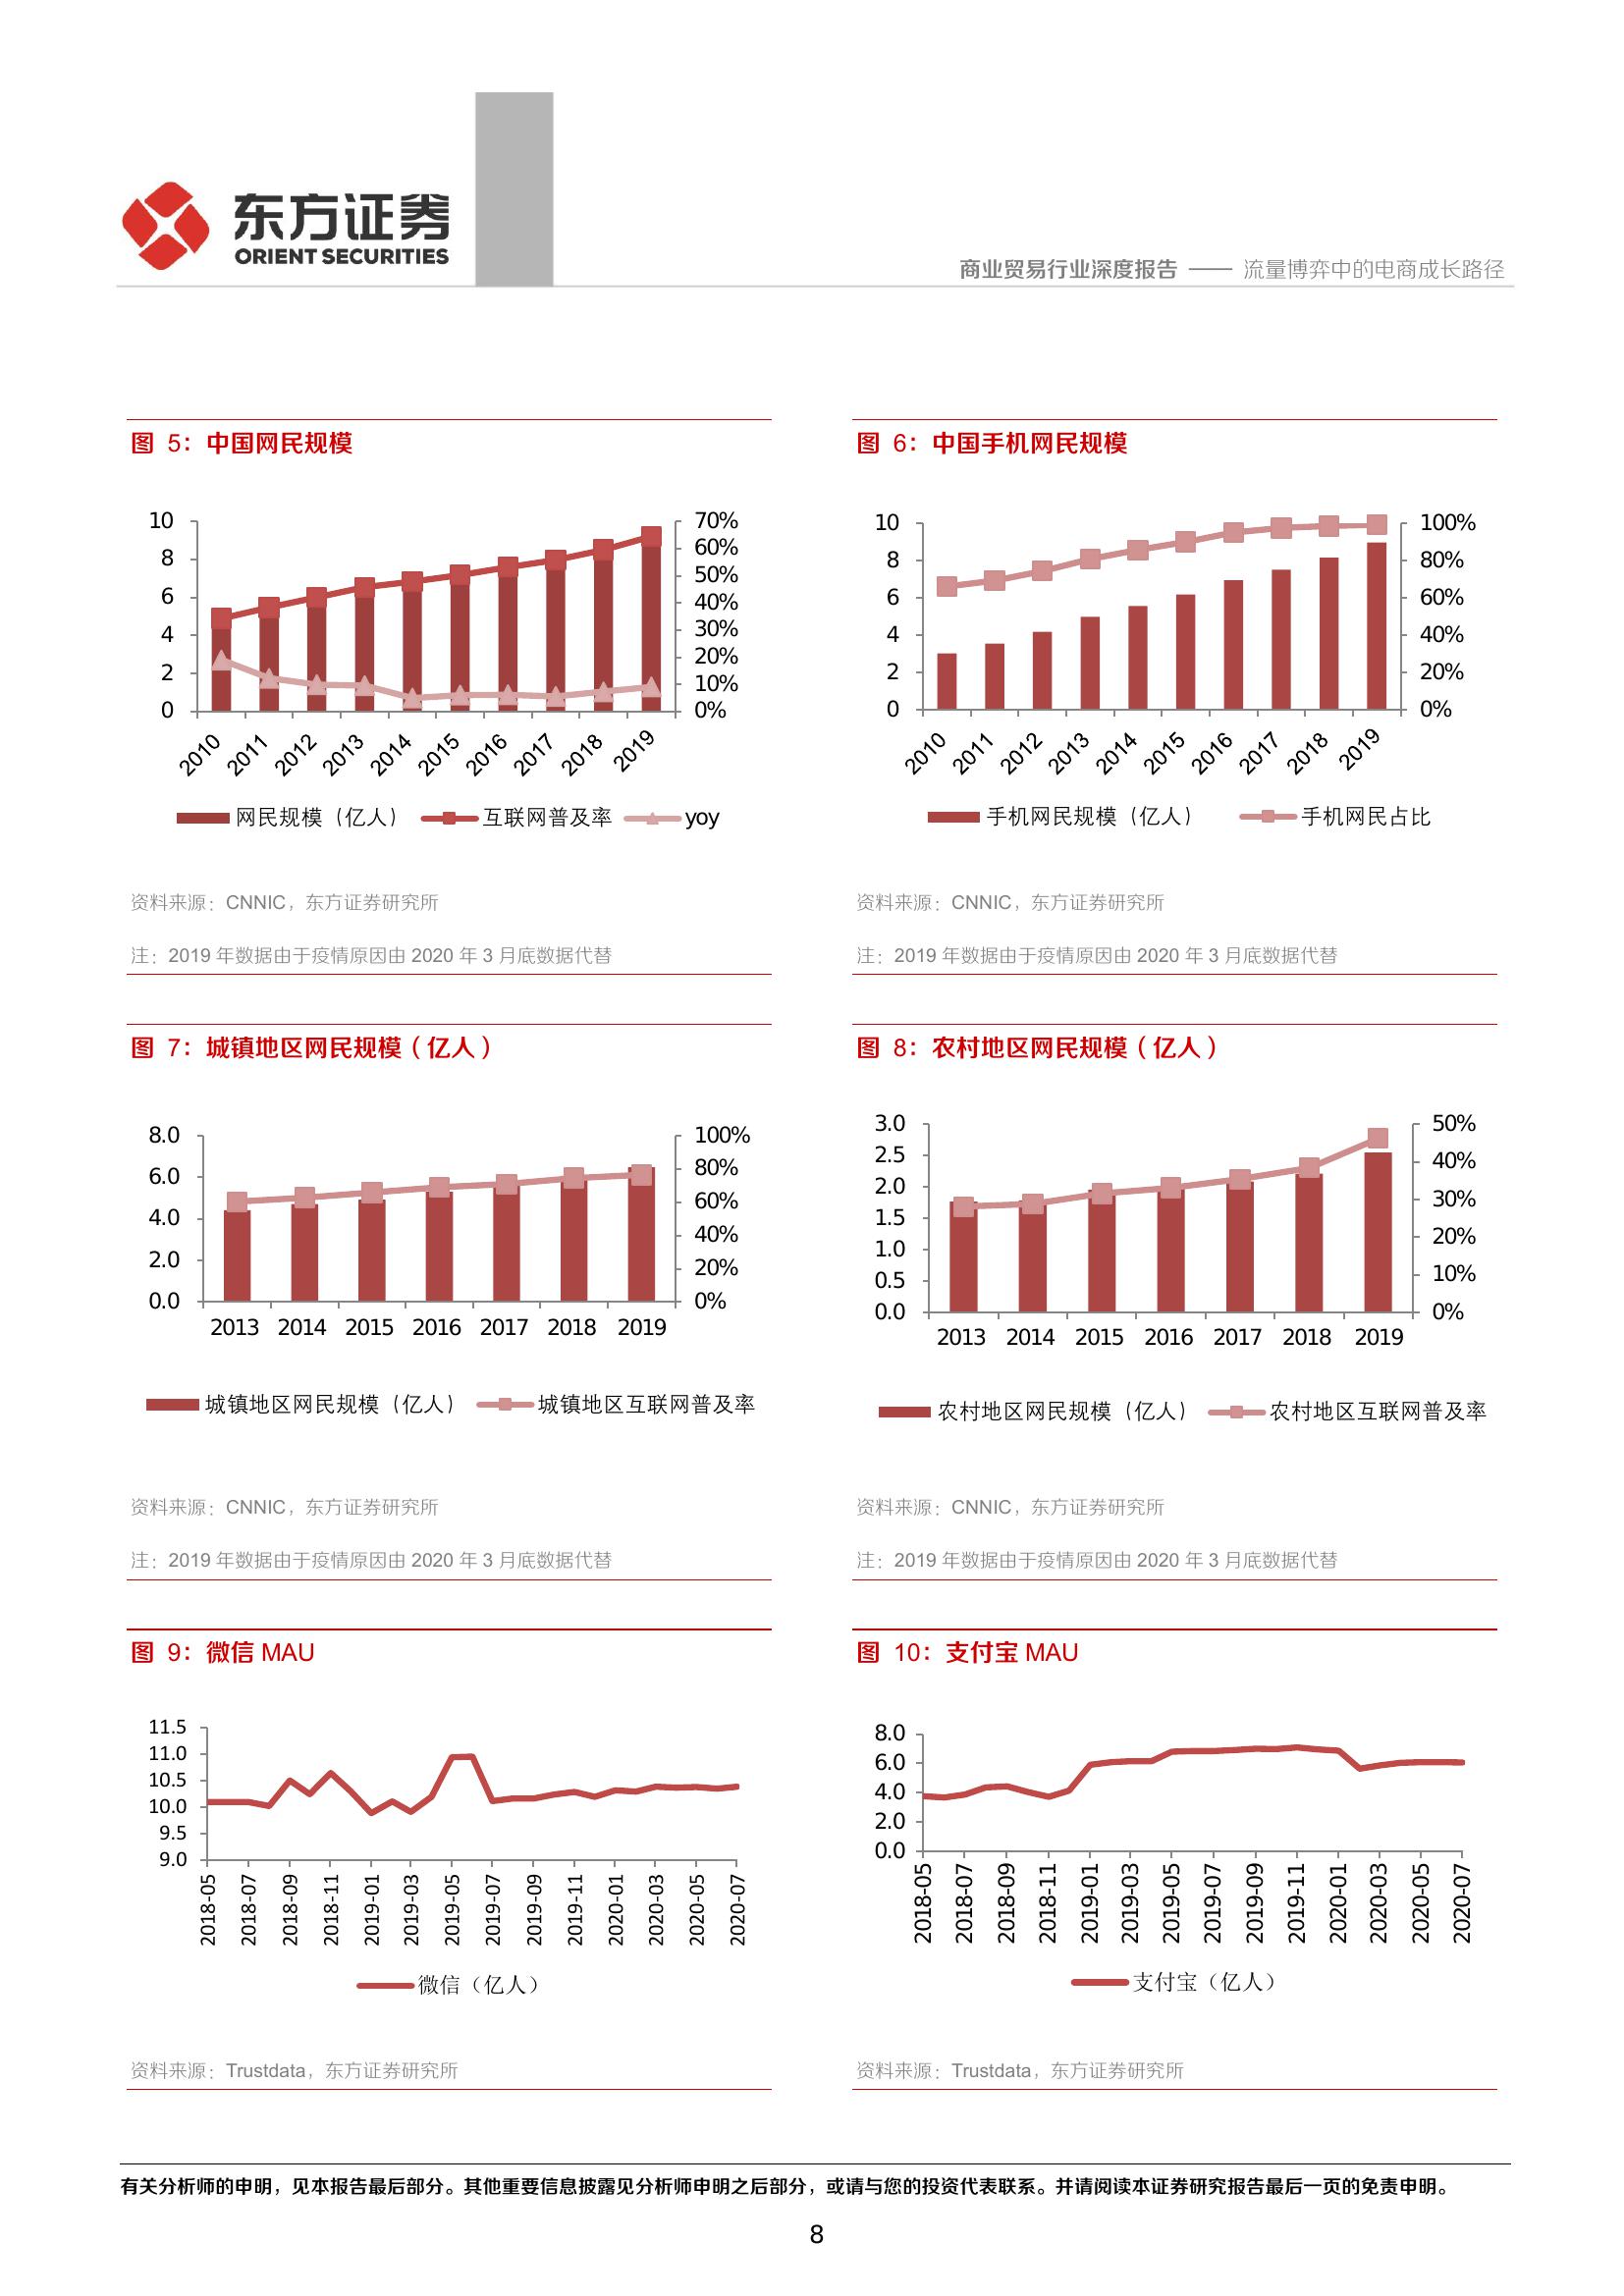 东方证券
ORIENT SECURITIES
商业贸易行业深度报告 —— 流量博弈中的电商成长路径
图 5：中国网民规模
10
8
6
4
2
0
70%
60%
50%
40%
30%
20%
10%
0%
2010 2011 2012 2013 2014 2015 2016 2017 2018 2019
网民规模（亿人） 互联网普及率 yoy
资料来源：CNNIC，东方证券研究所
注：2019 年数据由于疫情原因由 2020 年 3 月底数据代替
图 6：中国手机网民规模
10
8
6
4
2
0
100%
80%
60%
40%
20%
0%
2010 2011 2012 2013 2014 2015 2016 2017 2018 2019
手机网民规模（亿人） 手机网民占比
资料来源：CNNIC，东方证券研究所
注：2019 年数据由于疫情原因由 2020 年 3 月底数据代替
图 7：城镇地区网民规模（亿人）
8.0
6.0
4.0
2.0
0.0
100%
80%
60%
40%
20%
0%
2013 2014 2015 2016 2017 2018 2019
城镇地区网民规模（亿人） 城镇地区互联网普及率
资料来源：CNNIC，东方证券研究所
注：2019 年数据由于疫情原因由 2020 年 3 月底数据代替
图 8：农村地区网民规模（亿人）
3.0
2.5
2.0
1.5
1.0
0.5
0.0
50%
40%
30%
20%
10%
0%
2013 2014 2015 2016 2017 2018 2019
农村地区网民规模（亿人） 农村地区互联网普及率
资料来源：CNNIC，东方证券研究所
注：2019 年数据由于疫情原因由 2020 年 3 月底数据代替
图 9：微信 MAU
11.5
11.0
10.5
10.0
9.5
9.0
2018-05 2018-07 2018-09 2018-11 2019-01 2019-03 2019-05 2019-07 2019-09 2019-11 2020-01 2020-03 2020-05 2020-07
微信（亿人）
资料来源：Trustdata，东方证券研究所
图 10：支付宝 MAU
8.0
6.0
4.0
2.0
0.0
2018-05 2018-07 2018-09 2018-11 2019-01 2019-03 2019-05 2019-07 2019-09 2019-11 2020-01 2020-03 2020-05 2020-07
支付宝（亿人）
资料来源：Trustdata，东方证券研究所
有关分析师的申明，见本报告最后部分。其他重要信息披露见分析师申明之后部分，或请与您的投资代表联系。并请阅读本证券研究报告最后一页的免责申明。
8